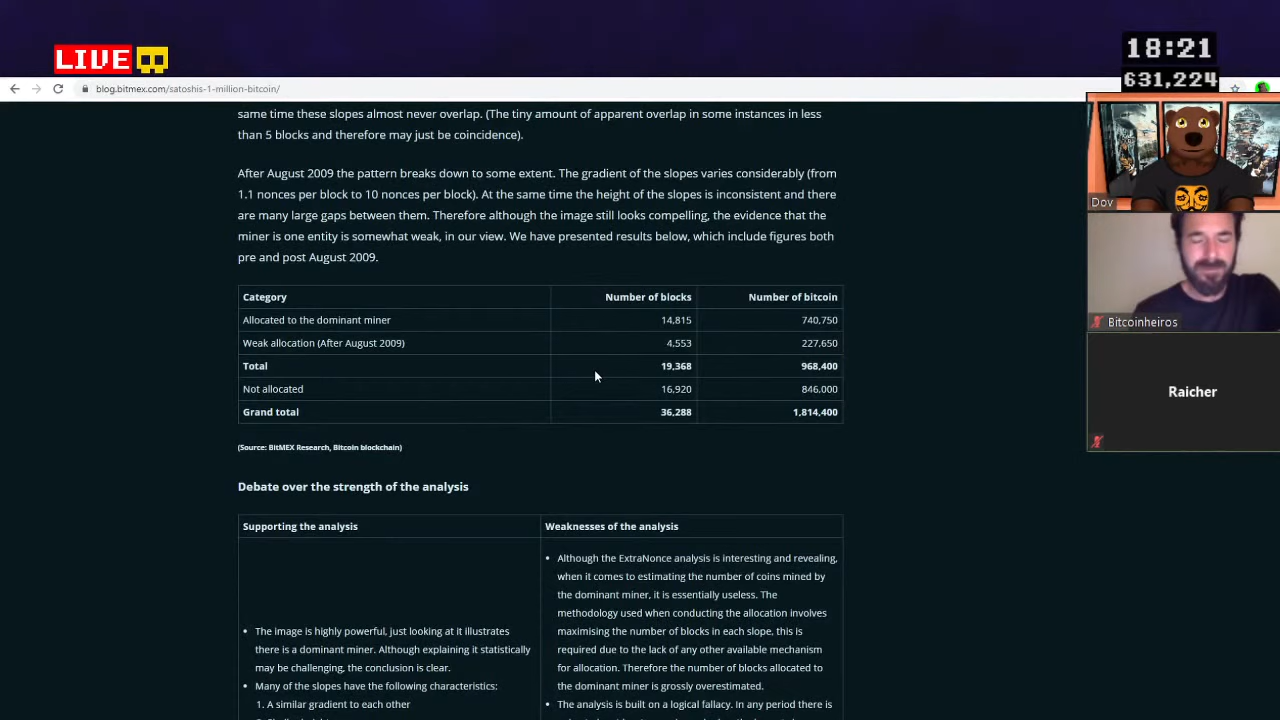 LIVE
18:21
631,224
blog.bitmex.com/satoshis-1-million-bitcoin/
same time these slopes almost never overlap. (The tiny amount of apparent overlap in some instances in less
than 5 blocks and therefore may just be coincidence).
After August 2009 the pattern breaks down to some extent. The gradient of the slopes varies considerably (from
1.1 nonces per block to 10 nonces per block). At the same time the height of the slopes is inconsistent and there
are many large gaps between them. Therefore although the image still looks compelling, the evidence that the
miner is one entity is somewhat weak, in our view. We have presented results below, which include figures both
pre and post August 2009.
Category Number of blocks Number of bitcoin
Allocated to the dominant miner 14,815 740,750
Weak allocation (After August 2009) 4,553 227,650
Total 19,368 968,400
Not allocated 16,920 846,000
Grand total 36,288 1,814,400
(Source: BitMEX Research, Bitcoin blockchain)
Debate over the strength of the analysis
Supporting the analysis
The image is highly powerful, just looking at it illustrates
there is a dominant miner. Although explaining it statistically
may be challenging, the conclusion is clear.
Many of the slopes have the following characteristics:
1. A similar gradient to each other
Weaknesses of the analysis
Although the ExtraNonce analysis is interesting and revealing,
when it comes to estimating the number of coins mined by
the dominant miner, it is essentially useless. The
methodology used when conducting the allocation involves
maximising the number of blocks in each slope, this is
required due to the lack of any other available mechanism
for allocation. Therefore the number of blocks allocated to
the dominant miner is grossly overestimated.
The analysis is built on a logical fallacy. In any period there is
Dov
Bitcoinheiros
Raicher